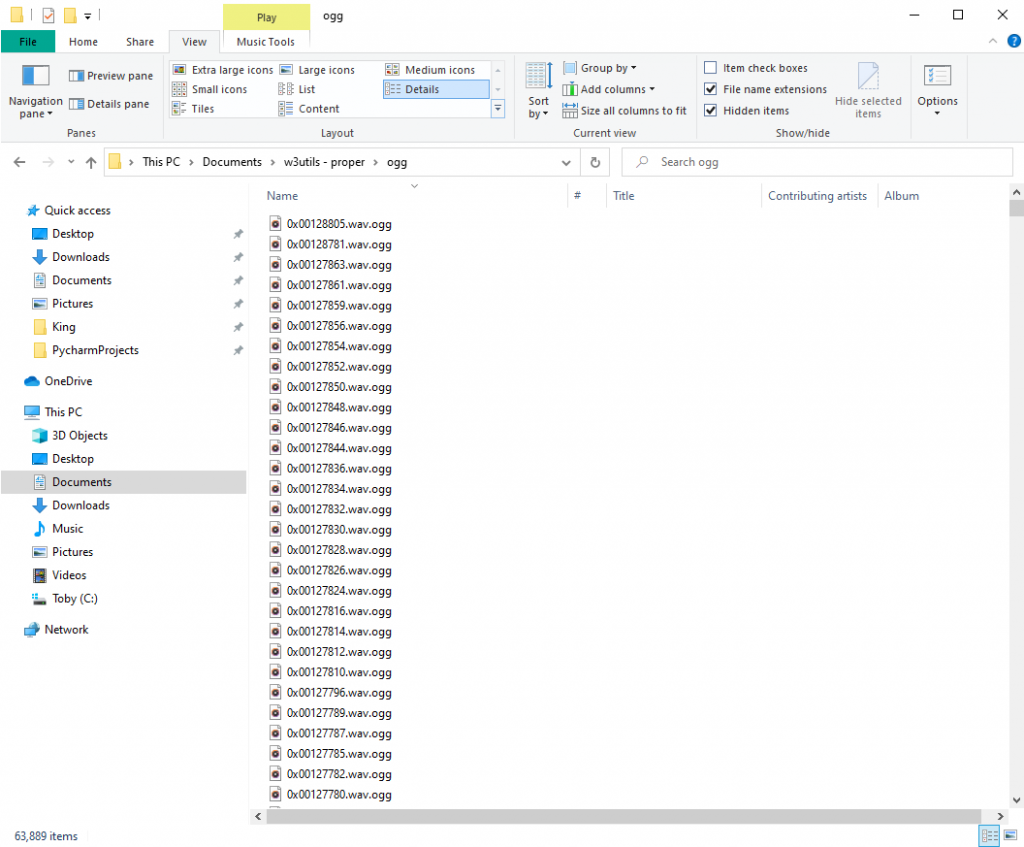 Play
ogg
File
Home
Share
View
Music Tools
Navigation pane
Preview pane
Details pane
Panes
Extra large icons
Large icons
Medium icons
Small icons
List
Details
Tiles
Content
Layout
Sort by
Group by
Add columns
Size all columns to fit
Current view
Item check boxes
File name extensions
Hidden items
Hide selected items
Show/hide
Options
This PC > Documents > w3utils - proper > ogg
Search ogg
Quick access
Desktop
Downloads
Documents
Pictures
King
PycharmProjects
OneDrive
This PC
3D Objects
Desktop
Documents
Downloads
Music
Pictures
Videos
Toby (C:)
Network
Name
#
Title
Contributing artists
Album
0x00128805.wav.ogg
0x00128781.wav.ogg
0x00127863.wav.ogg
0x00127861.wav.ogg
0x00127859.wav.ogg
0x00127856.wav.ogg
0x00127854.wav.ogg
0x00127852.wav.ogg
0x00127850.wav.ogg
0x00127848.wav.ogg
0x00127846.wav.ogg
0x00127844.wav.ogg
0x00127836.wav.ogg
0x00127834.wav.ogg
0x00127832.wav.ogg
0x00127830.wav.ogg
0x00127828.wav.ogg
0x00127826.wav.ogg
0x00127824.wav.ogg
0x00127816.wav.ogg
0x00127814.wav.ogg
0x00127812.wav.ogg
0x00127810.wav.ogg
0x00127796.wav.ogg
0x00127789.wav.ogg
0x00127787.wav.ogg
0x00127785.wav.ogg
0x00127782.wav.ogg
0x00127780.wav.ogg
63,889 items